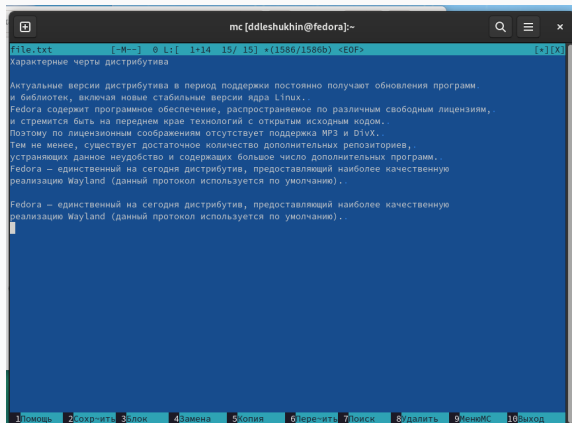 mc [ddleshukhin@fedora]:~
file.txt [-M--] 0 L:[ 1+14 15/ 15] *(1586/1586b) <EOF> [*][X]
Характерные черты дистрибутива
Актуальные версии дистрибутива в период поддержки постоянно получают обновления программ.
и библиотек, включая новые стабильные версии ядра Linux.
Fedora содержит программное обеспечение, распространяемое по различным свободным лицензиям,
и стремится быть на переднем крае технологий с открытым исходным кодом.
Поэтому по лицензионным соображениям отсутствует поддержка MP3 и DivX.
Тем не менее, существует достаточное количество дополнительных репозиториев,
устраняющих данное неудобство и содержащих большое число дополнительных программ.
Fedora — единственный на сегодня дистрибутив, предоставляющий наиболее качественную
реализацию Wayland (данный протокол используется по умолчанию).
Fedora — единственный на сегодня дистрибутив, предоставляющий наиболее качественную
реализацию Wayland (данный протокол используется по умолчанию).
1Помощь 2Сохр~ить 3Блок 4Замена 5Копия 6Пере~ить 7Поиск 8Удалить 9МенюMC 10Выход